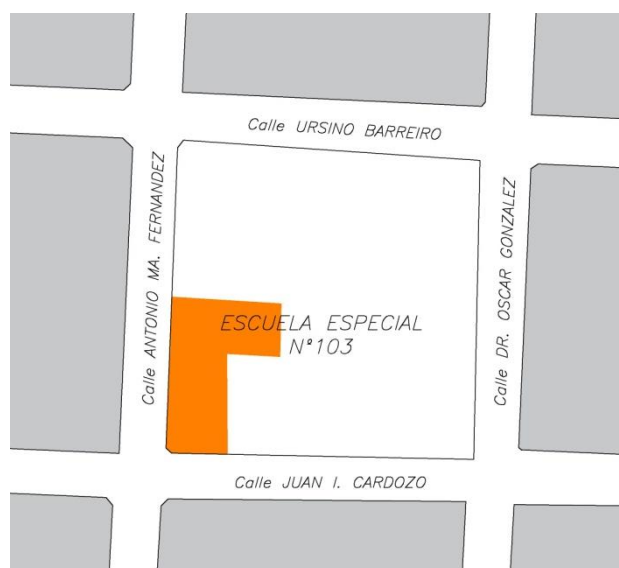 Calle URSINO BARREIRO
Calle ANTONIO MA. FERNANDEZ
Calle DR. OSCAR GONZALEZ
ESCUELA ESPECIAL
N°103
Calle JUAN I. CARDOZO